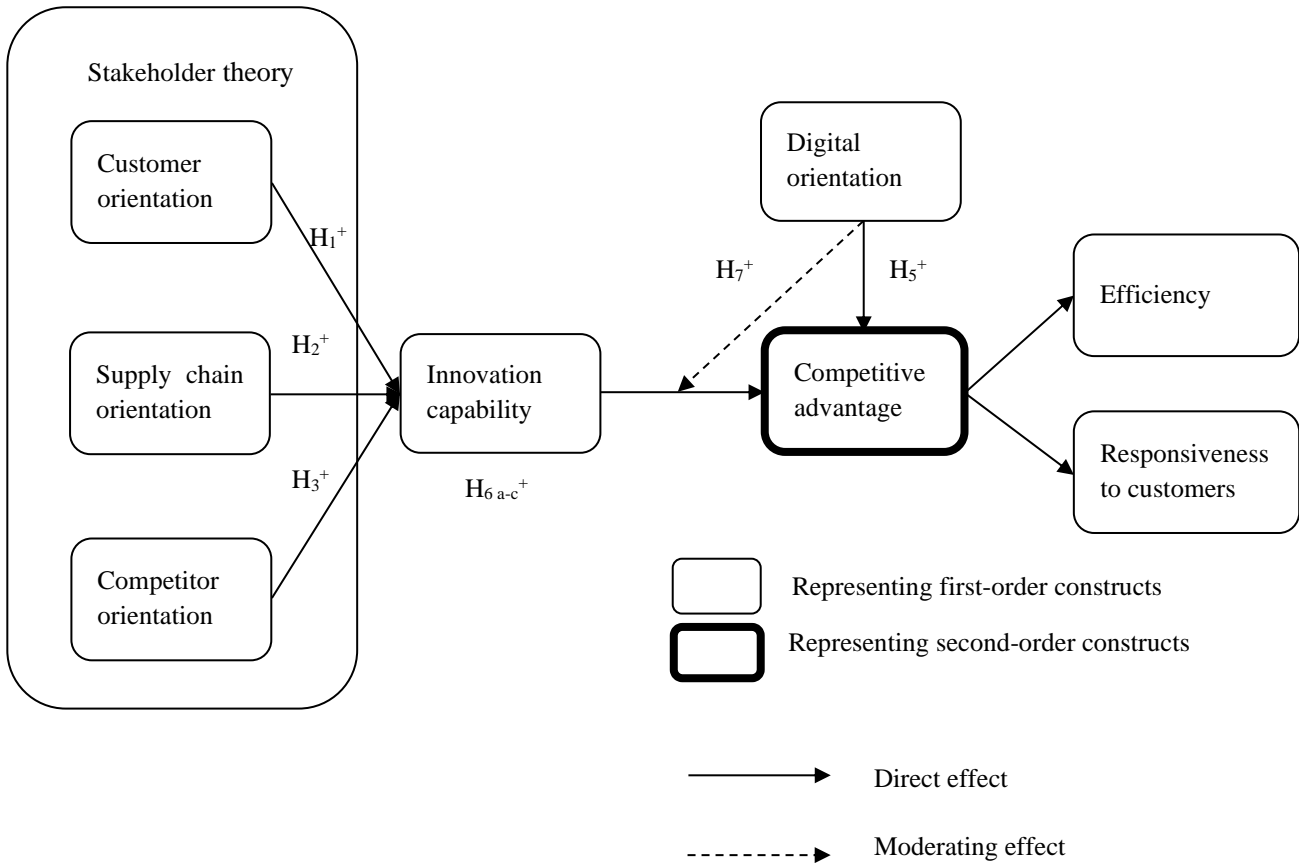 Stakeholder theory
Customer
orientation
H₁⁺
Supply chain
orientation
H₂⁺
Competitor
orientation
H₃⁺
Innovation
capability
H₆ ₐ₋c⁺
Digital
orientation
H₇⁺
H₅⁺
Competitive
advantage
Efficiency
Responsiveness
to customers
Representing first-order constructs
Representing second-order constructs
Direct effect
Moderating effect